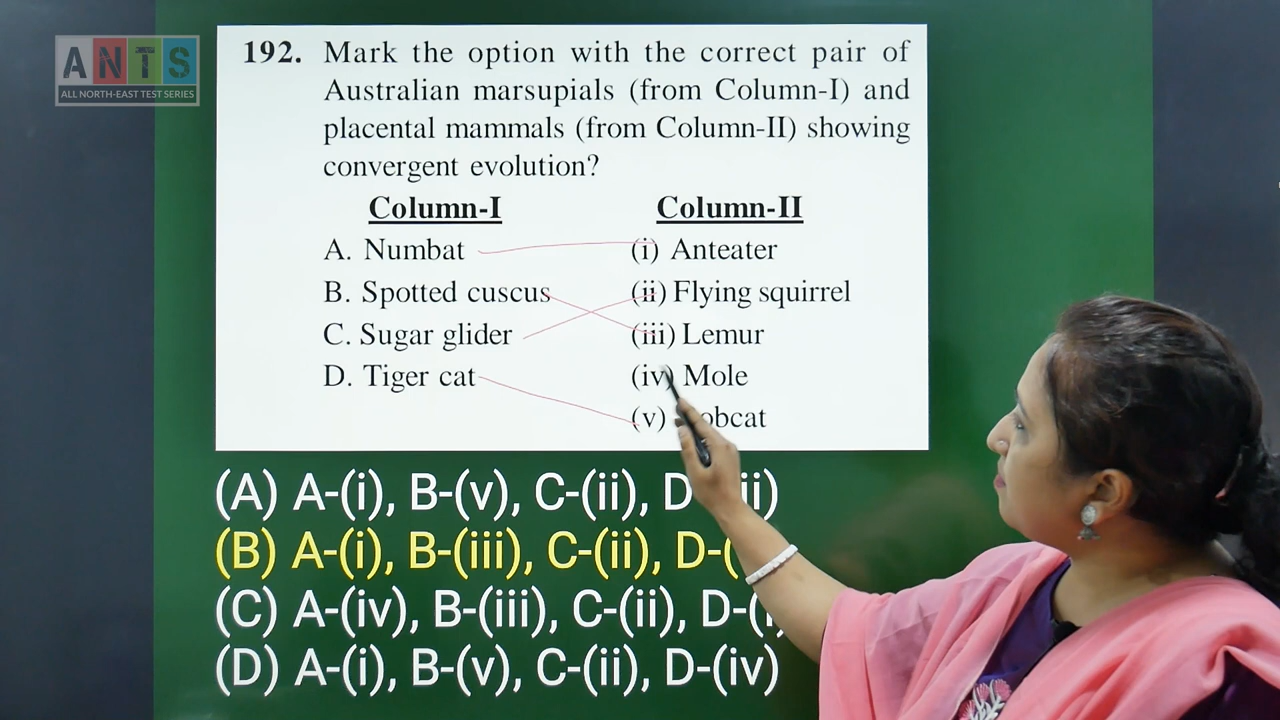 ANTS
ALL NORTH-EAST TEST SERIES
192. Mark the option with the correct pair of
Australian marsupials (from Column-I) and
placental mammals (from Column-II) showing
convergent evolution?
Column-I Column-II
A. Numbat (i) Anteater
B. Spotted cuscus (ii) Flying squirrel
C. Sugar glider (iii) Lemur
D. Tiger cat (iv) Mole
(v) obcat
(A) A-(i), B-(v), C-(ii), D
(B) A-(i), B-(iii), C-(ii), D-(
(C) A-(iv), B-(iii), C-(ii), D-(
(D) A-(i), B-(v), C-(ii), D-(iv)